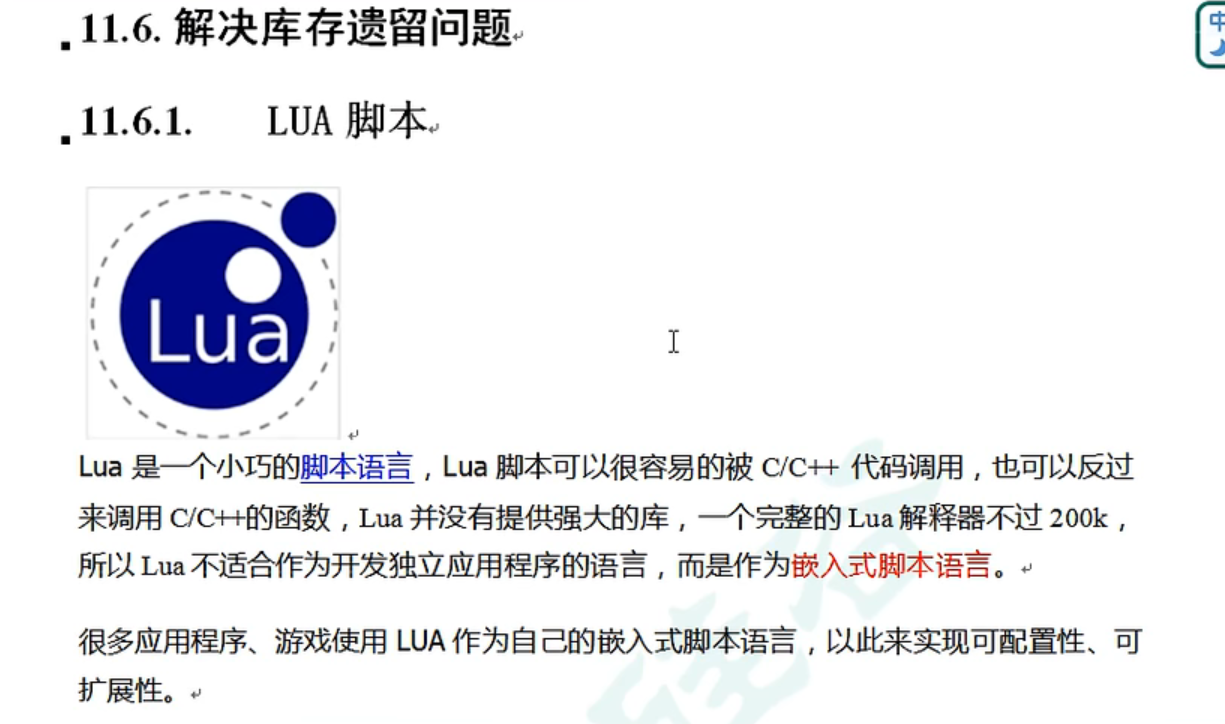 11.6. 解决库存遗留问题
11.6.1. LUA 脚本
Lua
Lua 是一个小巧的脚本语言，Lua 脚本可以很容易的被 C/C++ 代码调用，也可以反过
来调用 C/C++的函数，Lua 并没有提供强大的库，一个完整的 Lua 解释器不过 200k，
所以 Lua 不适合作为开发独立应用程序的语言，而是作为嵌入式脚本语言。
很多应用程序、游戏使用 LUA 作为自己的嵌入式脚本语言，以此来实现可配置性、可
扩展性。
中